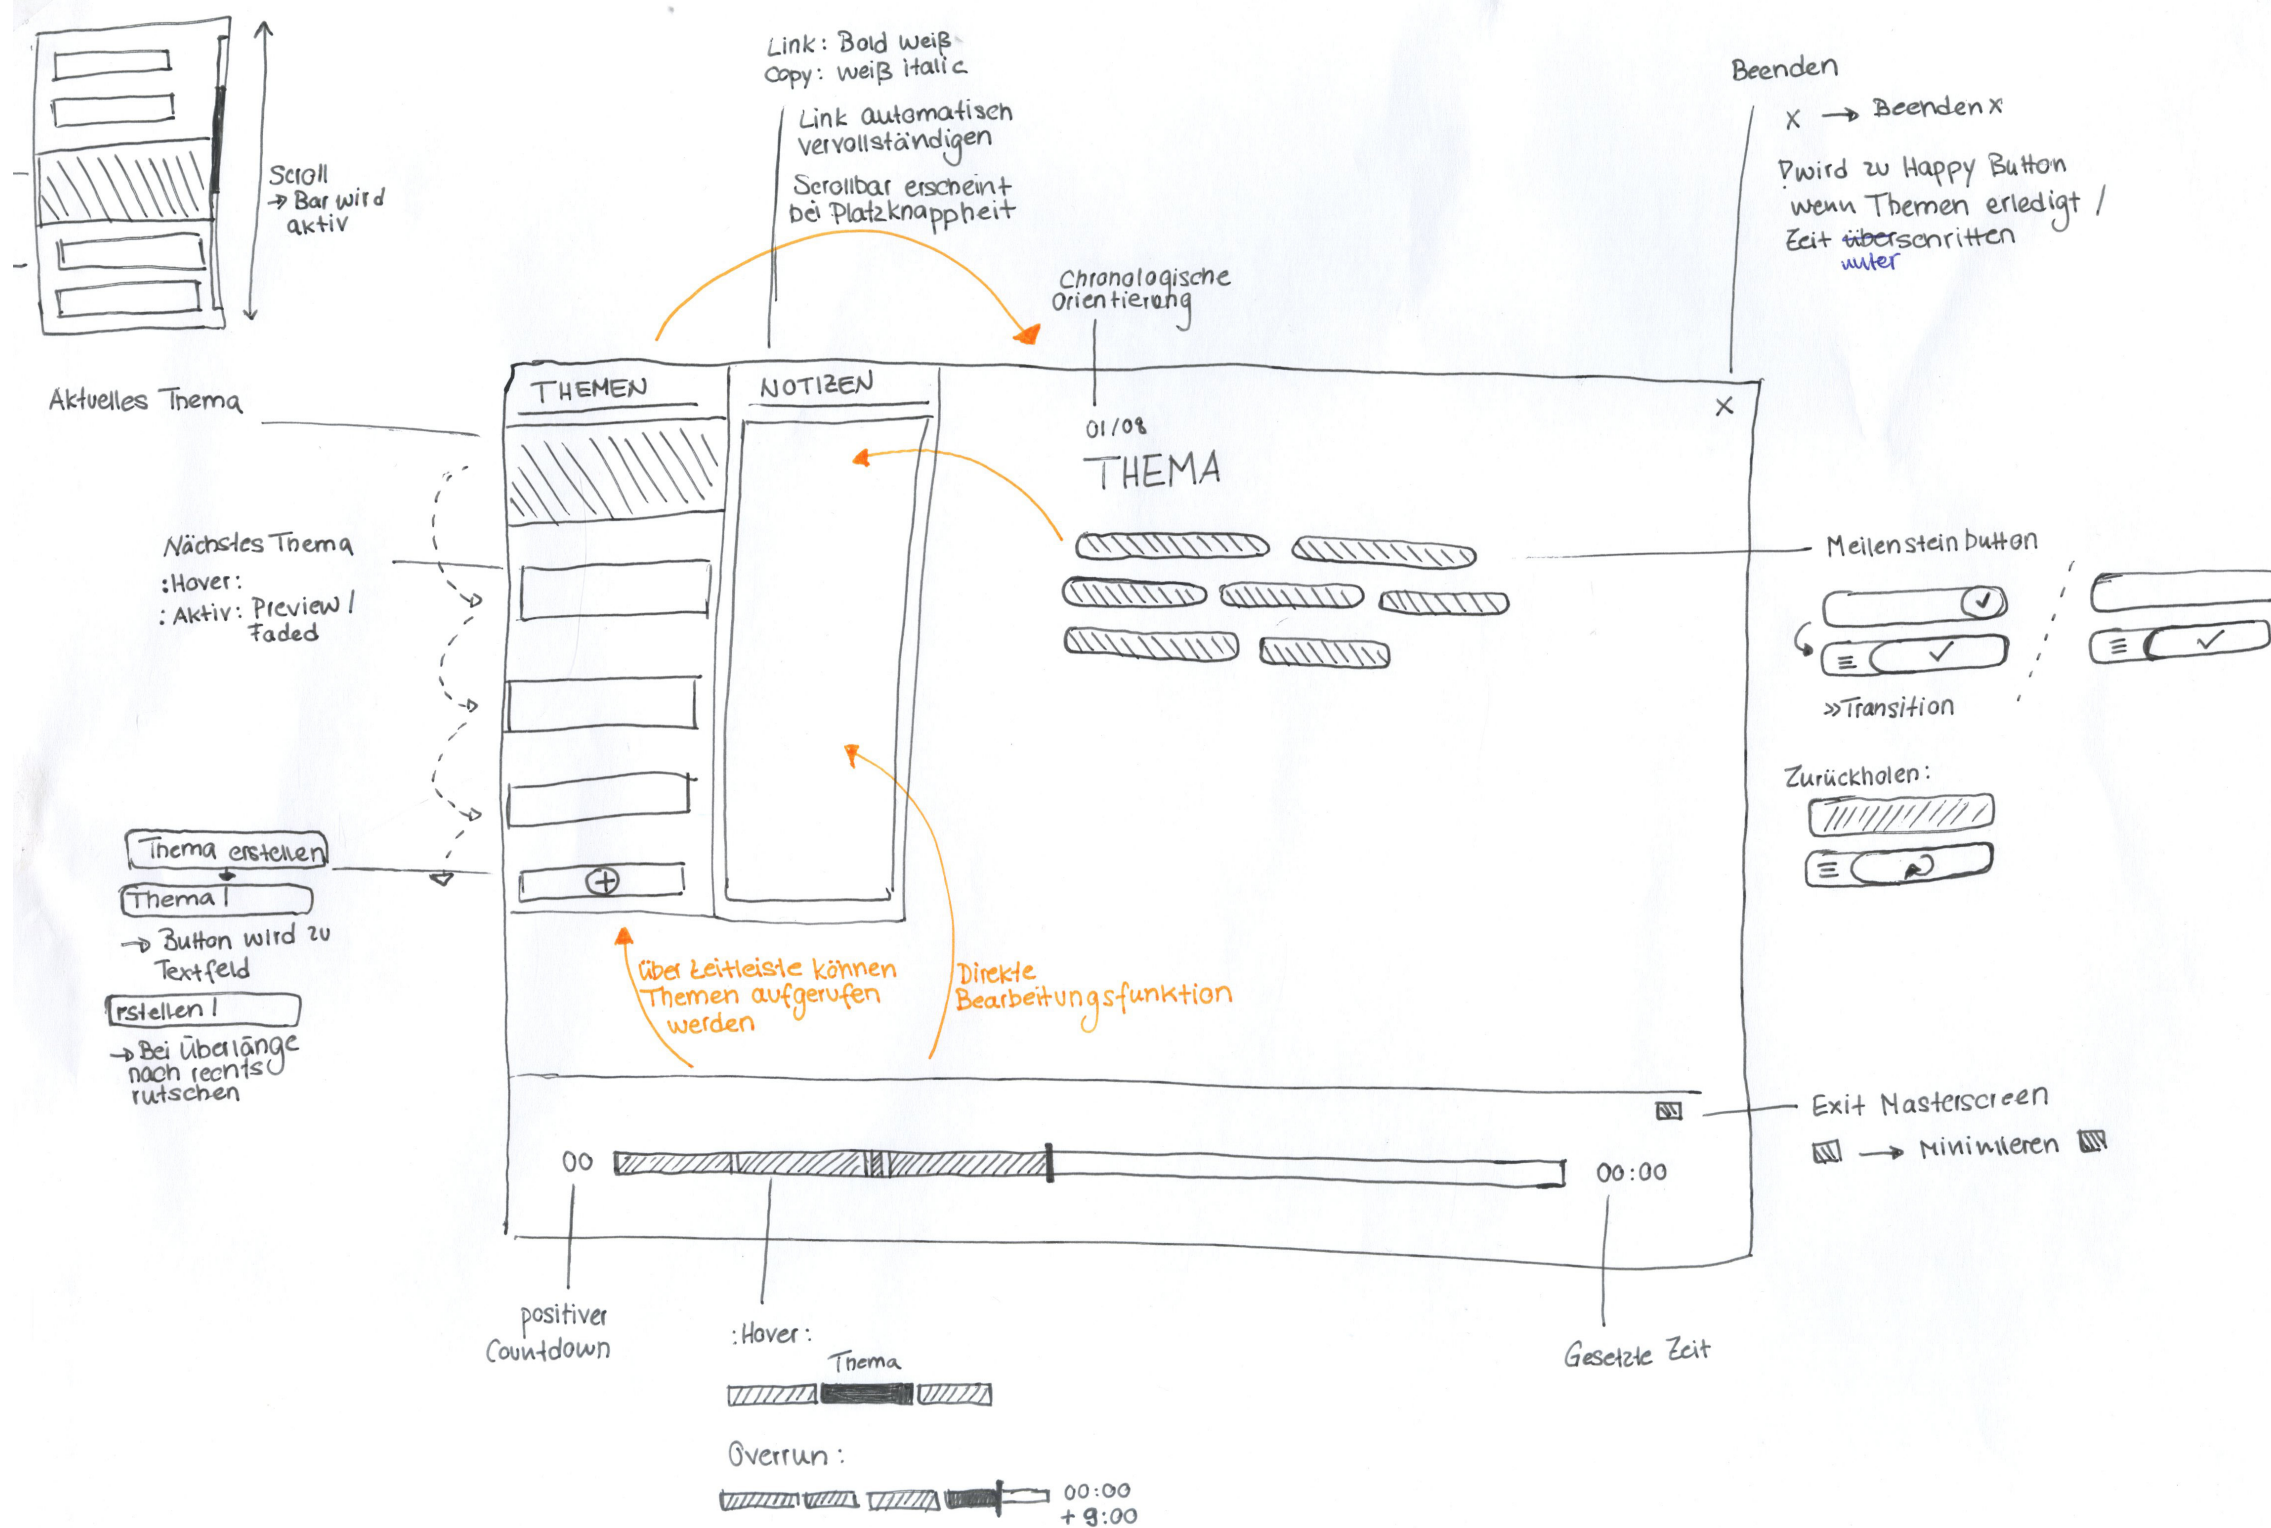 Scroll
→ Bar wird
aktiv
Link: Bold weiß
Copy: weiß italic
Link automatisch
vervollständigen
Scrollbar erscheint
bei Platzknappheit
Chronologische
Orientierung
Beenden
X → Beenden X
! wird zu Happy Button
wenn Themen erledigt /
Zeit überschritten
unter
Aktuelles Thema
Nächstes Thema
:Hover:
:Aktiv: Preview /
Faded
Thema erstellen
Thema |
→ Button wird zu
Textfeld
rstellen |
→ Bei Überlänge
nach rechts
rutschen
THEMEN
NOTIZEN
X
01/08
THEMA
über Zeitleiste können
Themen aufgerufen
werden
Direkte
Bearbeitungsfunktion
Meilensteinbutton
>> Transition
Zurückholen:
Exit Masterscreen
→ Minimieren
00
00:00
positiver
Countdown
:Hover:
Thema
Gesetzte Zeit
Overrun:
00:00
+ 9:00